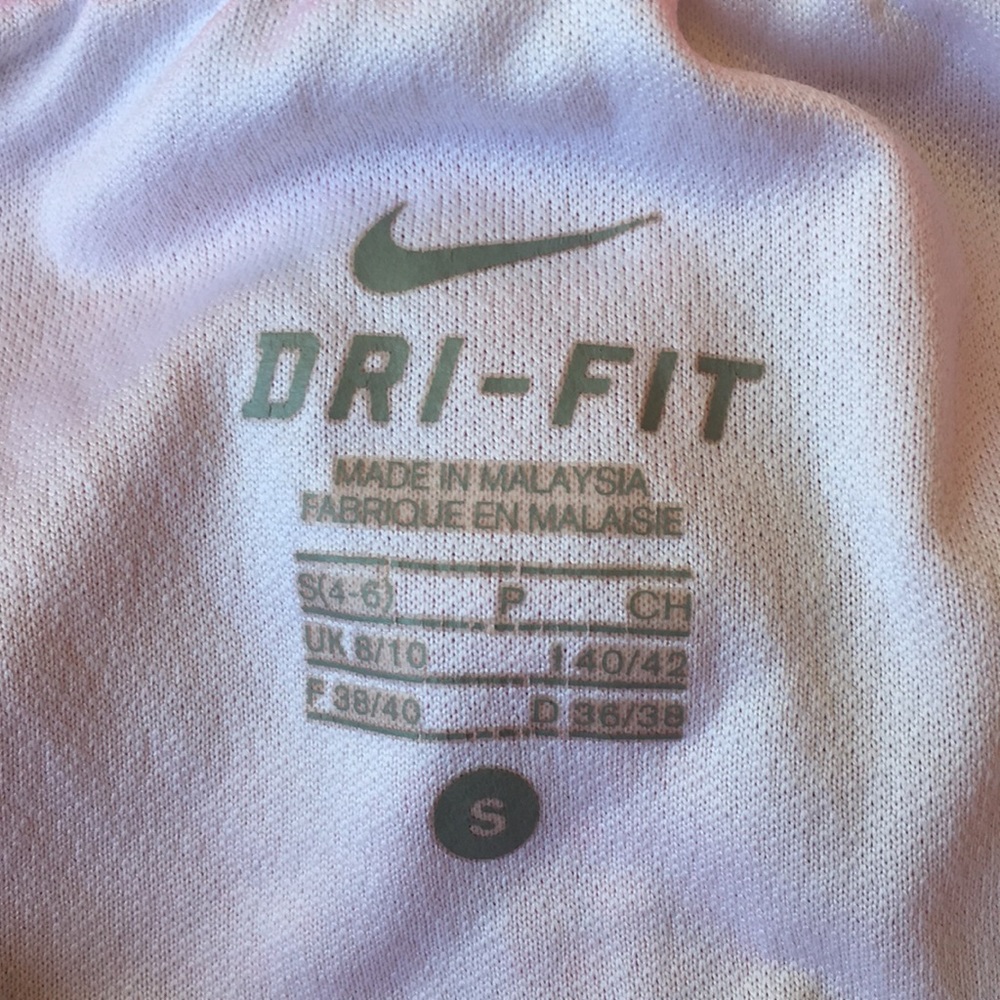 DRI-FIT
MADE IN MALAYSIA
FABRIQUE EN MALAISIE
S(4-6) P CH
UK 8/10 I 40/42
F 38/40 D 36/38
S